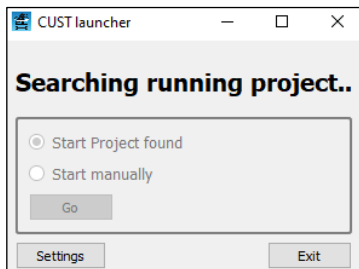 CUST launcher
Searching running project..
Start Project found
Start manually
Go
Settings Exit